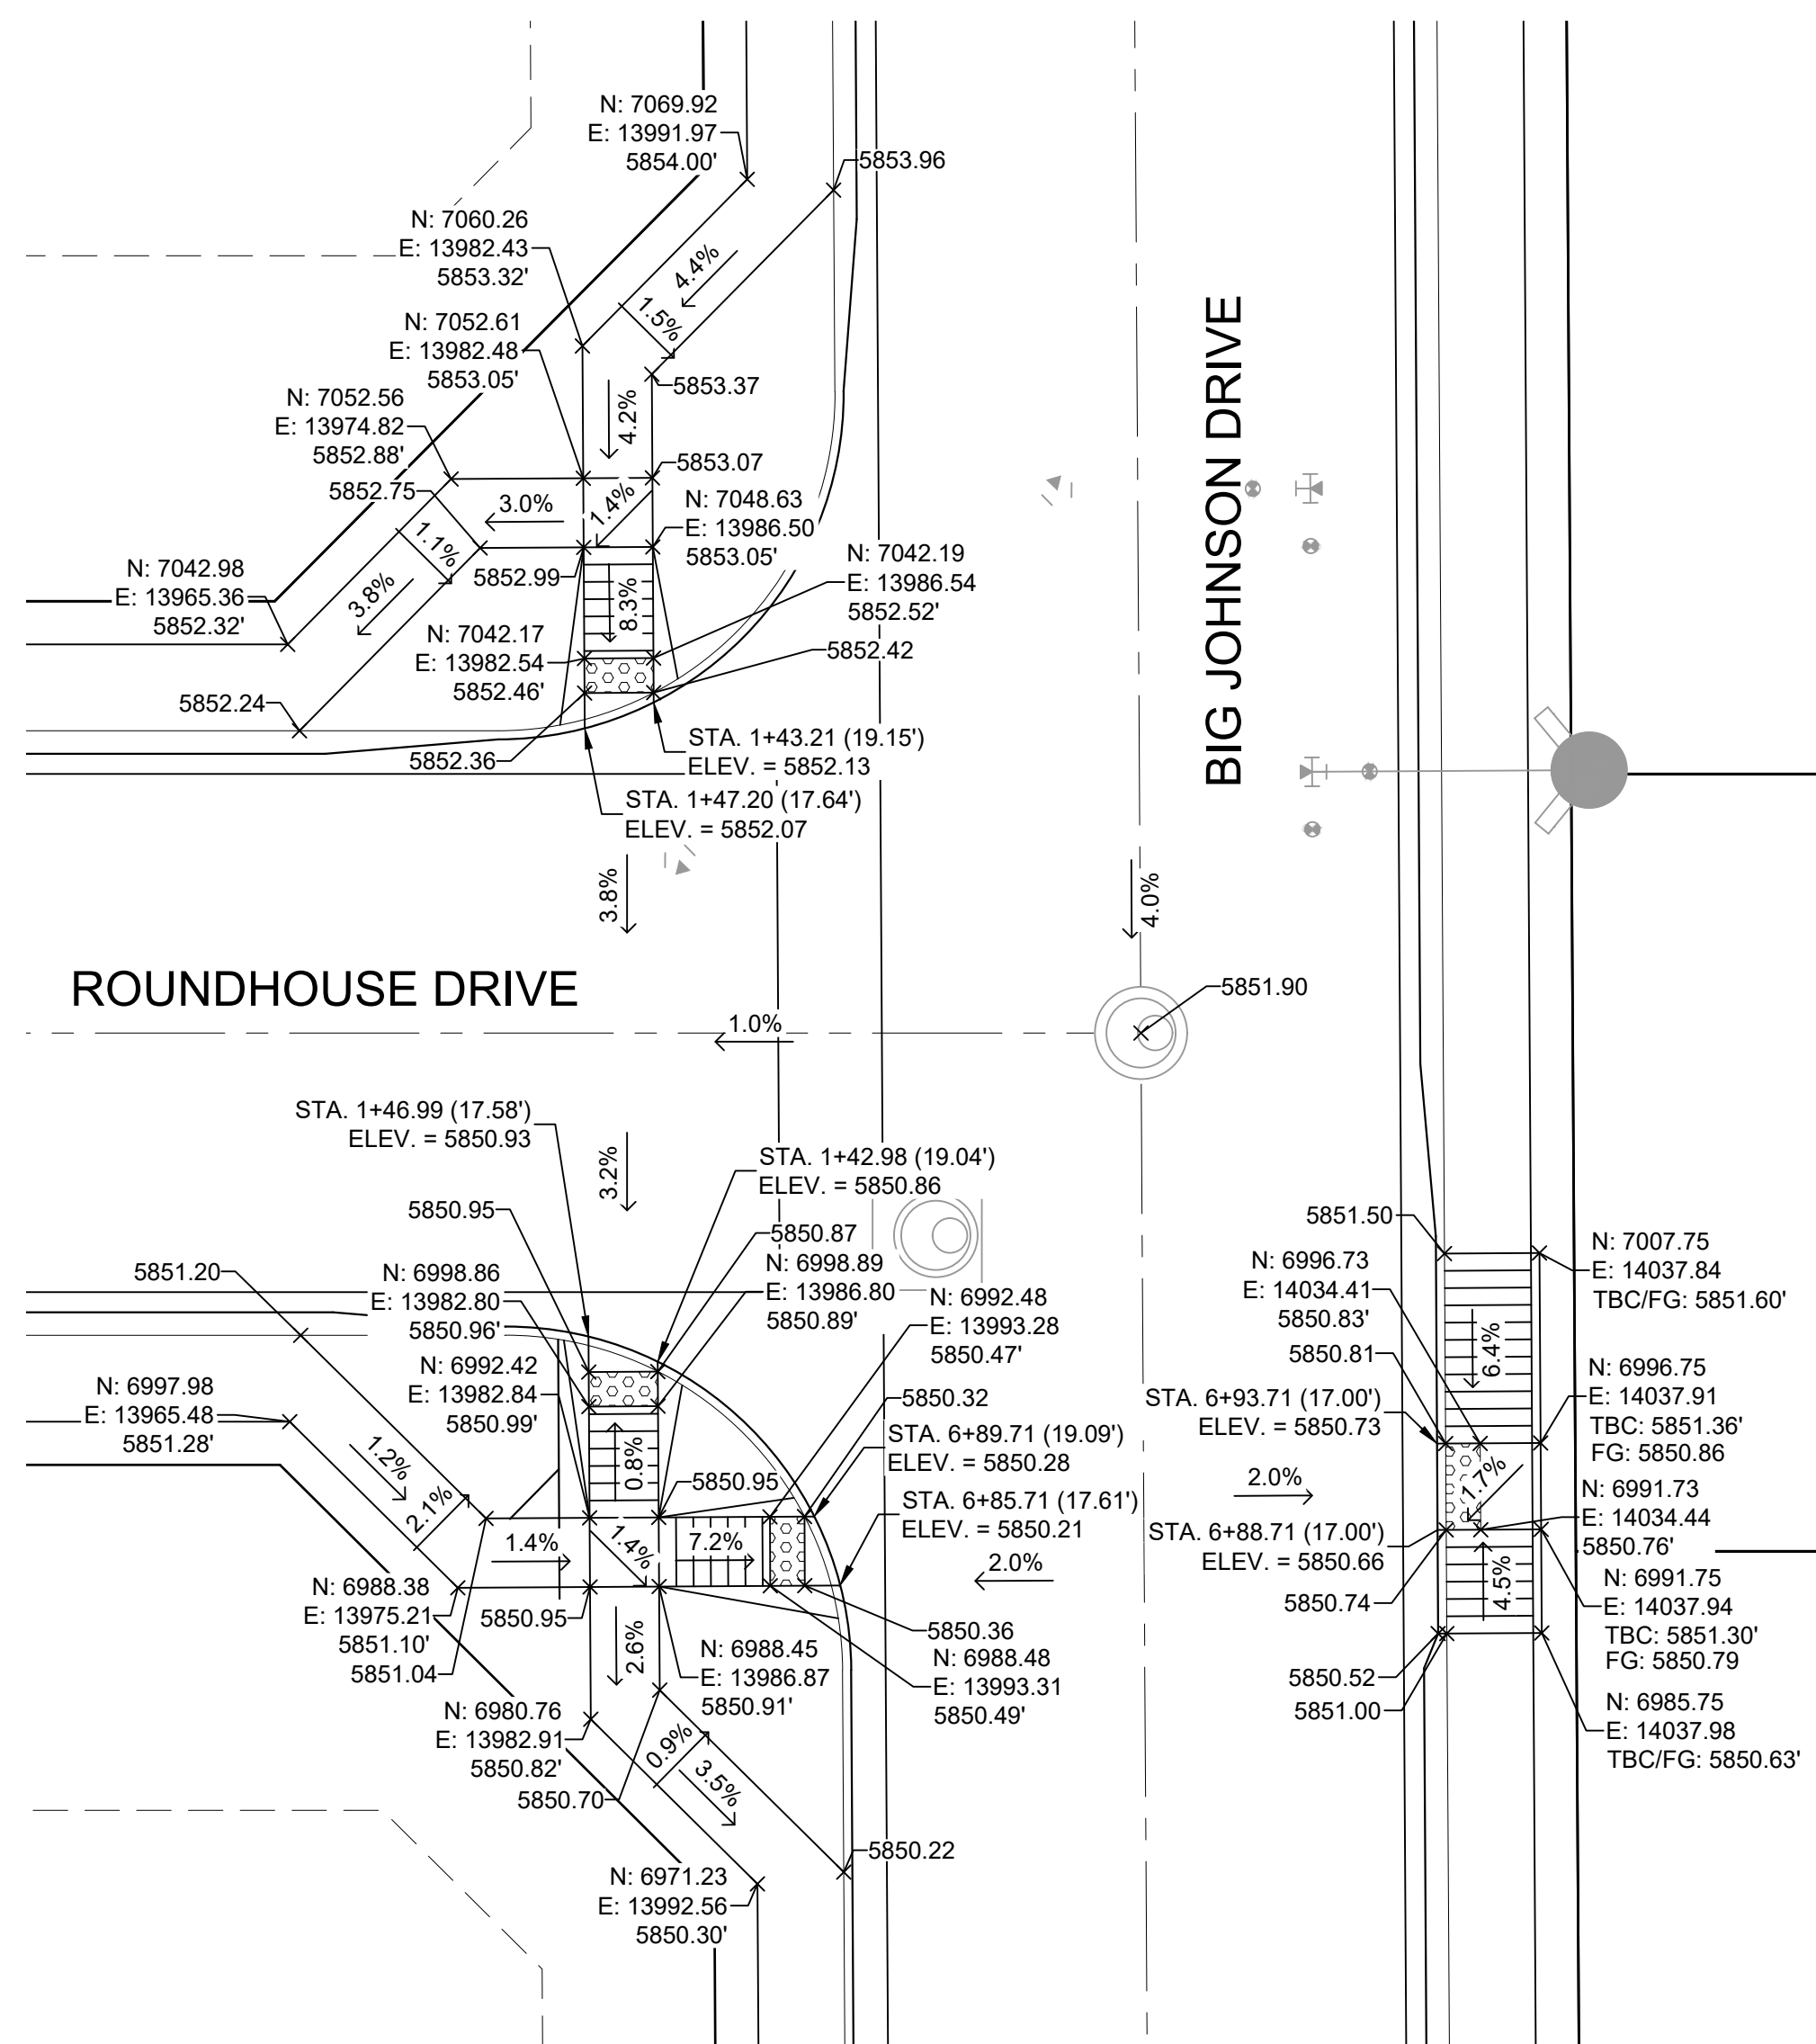 N: 7069.92
E: 13991.97
5854.00'
5853.96
N: 7060.26
E: 13982.43
5853.32'
4.4%
1.5%
N: 7052.61
E: 13982.48
5853.05'
5853.37
4.2%
N: 7052.56
E: 13974.82
5852.88'
5852.75
5853.07
3.0%
1.4%
N: 7048.63
E: 13986.50
5853.05'
1.1%
3.8%
N: 7042.98
E: 13965.36
5852.32'
5852.99
8.3%
N: 7042.19
E: 13986.54
5852.52'
N: 7042.17
E: 13982.54
5852.46'
5852.42
5852.24
5852.36
STA. 1+43.21 (19.15')
ELEV. = 5852.13
STA. 1+47.20 (17.64')
ELEV. = 5852.07
BIG JOHNSON DRIVE
3.8%
4.0%
ROUNDHOUSE DRIVE
5851.90
1.0%
STA. 1+46.99 (17.58')
ELEV. = 5850.93
3.2%
STA. 1+42.98 (19.04')
ELEV. = 5850.86
5850.95
5850.87
5851.20
N: 6998.86
E: 13982.80
5850.96'
N: 6998.89
E: 13986.80
5850.89'
N: 6992.48
E: 13993.28
5850.47'
N: 6992.42
E: 13982.84
5850.99'
N: 6997.98
E: 13965.48
5851.28'
5850.32
STA. 6+89.71 (19.09')
ELEV. = 5850.28
1.2%
2.1%
0.8%
5850.95
STA. 6+85.71 (17.61')
ELEV. = 5850.21
1.4%
1.4%
7.2%
2.0%
N: 6988.38
E: 13975.21
5851.10'
5851.04
5850.95
2.6%
5850.36
N: 6988.45
E: 13986.87
5850.91'
N: 6988.48
E: 13993.31
5850.49'
N: 6980.76
E: 13982.91
5850.82'
5850.70
0.9%
3.5%
5850.22
N: 6971.23
E: 13992.56
5850.30'
5851.50
N: 7007.75
E: 14037.84
TBC/FG: 5851.60'
N: 6996.73
E: 14034.41
5850.83'
6.4%
5850.81
N: 6996.75
E: 14037.91
TBC: 5851.36'
FG: 5850.86
STA. 6+93.71 (17.00')
ELEV. = 5850.73
2.0%
1.7%
N: 6991.73
E: 14034.44
5850.76'
STA. 6+88.71 (17.00')
ELEV. = 5850.66
4.5%
5850.74
N: 6991.75
E: 14037.94
TBC: 5851.30'
FG: 5850.79
5850.52
5851.00
N: 6985.75
E: 14037.98
TBC/FG: 5850.63'